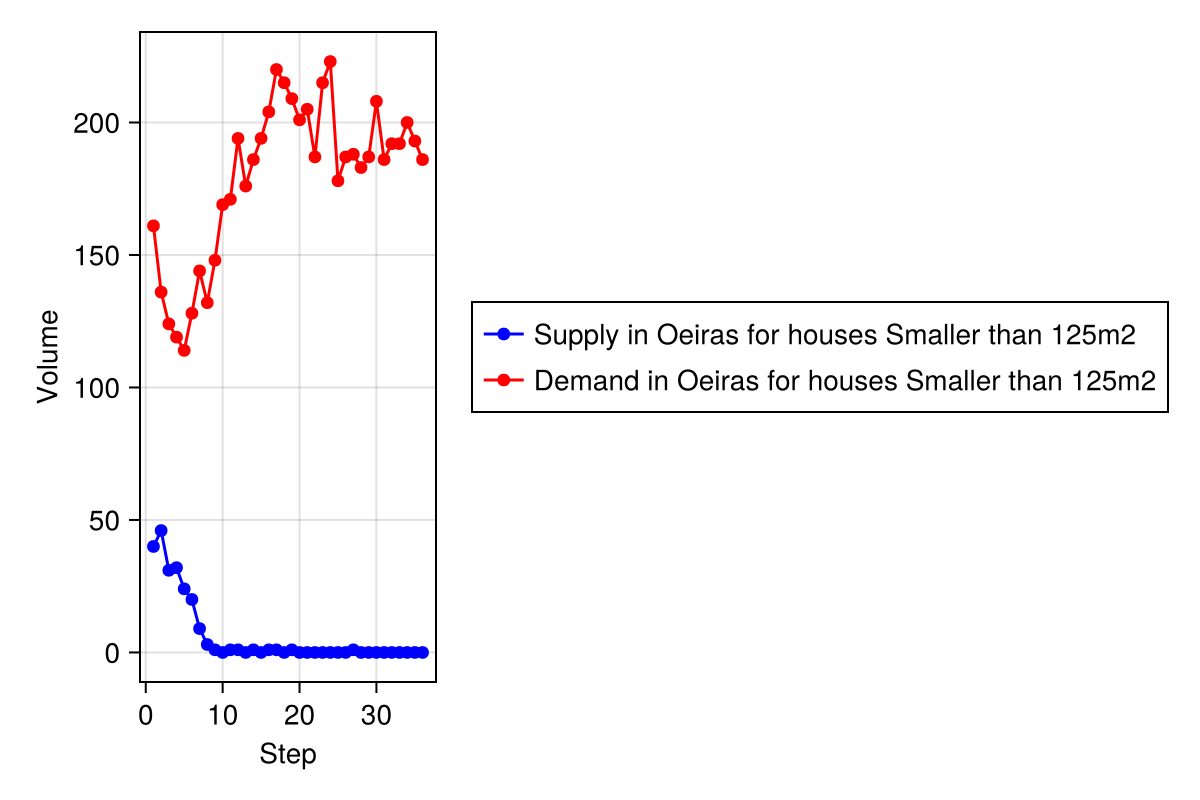 Volume
200
150
100
50
0
0 10 20 30
Step
Supply in Oeiras for houses Smaller than 125m2
Demand in Oeiras for houses Smaller than 125m2